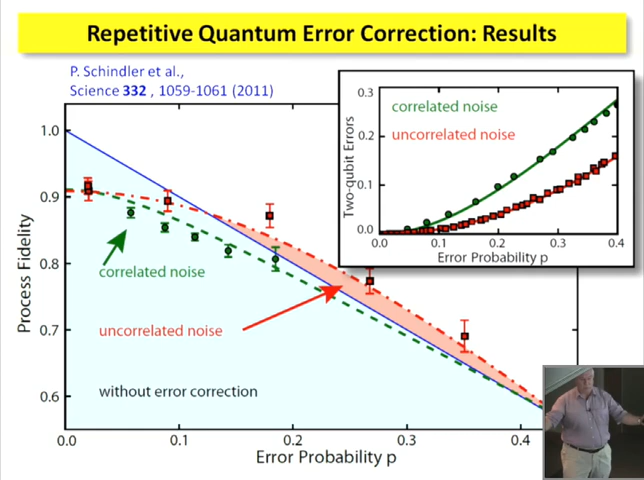 Repetitive Quantum Error Correction: Results
P. Schindler et al.,
Science 332 , 1059-1061 (2011)
Process Fidelity
1.0
0.9
0.8
0.7
0.6
0.0
0.1
0.2
0.3
0.4
Error Probability p
correlated noise
uncorrelated noise
without error correction
Two-qubit Errors
0.3
0.2
0.1
0.0
0.0
0.1
0.2
0.3
0.4
Error Probability p
correlated noise
uncorrelated noise